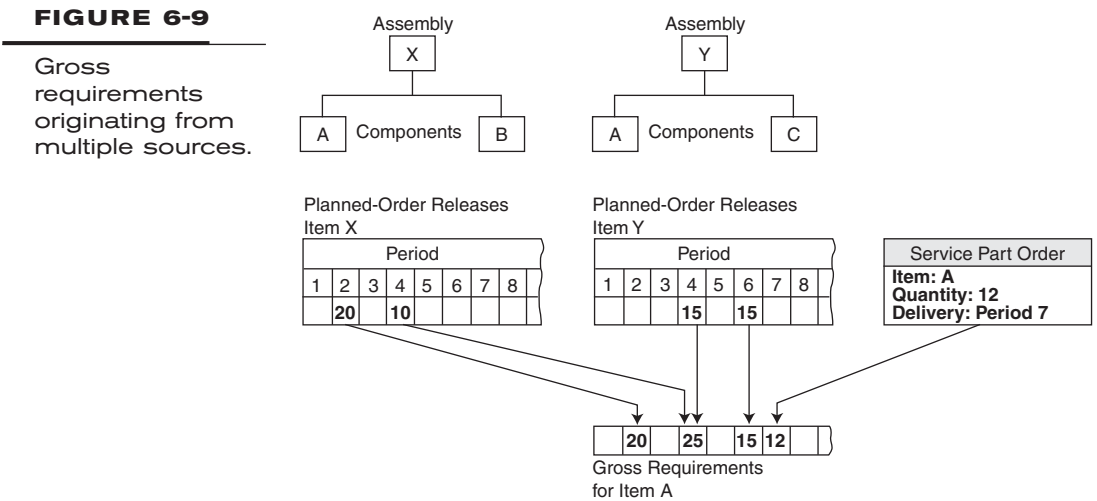 FIGURE 6-9
Gross
requirements
originating from
multiple sources.
Assembly
X
A
Components
B
Assembly
Y
A
Components
C
Planned-Order Releases
Item X
Period
1 2 3 4 5 6 7 8
20 10
Planned-Order Releases
Item Y
Period
1 2 3 4 5 6 7 8
15 15
Service Part Order
Item: A
Quantity: 12
Delivery: Period 7
20 25 15 12
Gross Requirements
for Item A